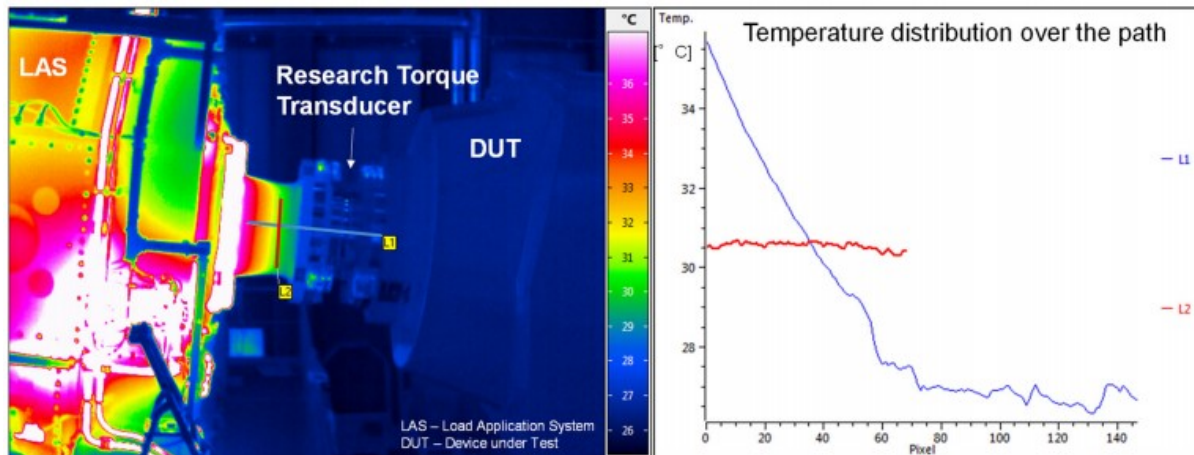 LAS
Research Torque
Transducer
DUT
L1
L2
LAS – Load Application System
DUT – Device under Test
°C
36
35
34
33
32
31
30
29
28
27
26
Temp.
[° C]
Temperature distribution over the path
34
32
30
28
0
20
40
60
80
100
120
140
Pixel
L1
L2